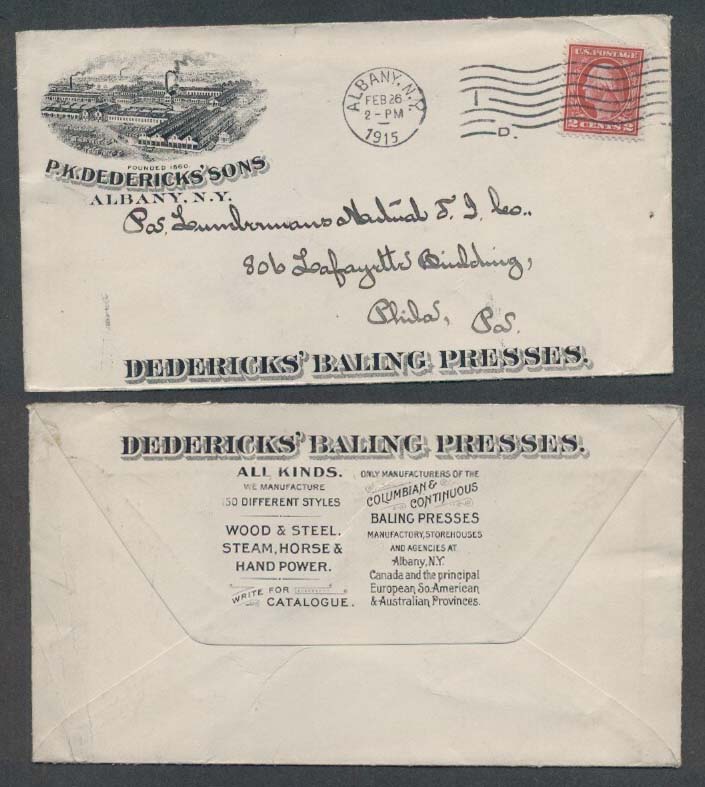 FOUNDED 1860.
P.K. DEDERICKS' SONS
ALBANY, N.Y.
ALBANY, N.Y.
FEB 26
2 - PM
1915
1
D.
U.S. POSTAGE
2 CENTS 2
Pa. Lumbermans Mutual F. I. Co.,
806 Lafayette Building,
Phila, Pa.
DEDERICKS' BALING PRESSES.
DEDERICKS' BALING PRESSES.
ALL KINDS.
WE MANUFACTURE
150 DIFFERENT STYLES
WOOD & STEEL.
STEAM, HORSE &
HAND POWER.
WRITE FOR
CATALOGUE.
ONLY MANUFACTURERS OF THE
COLUMBIAN &
CONTINUOUS
BALING PRESSES
MANUFACTORY, STOREHOUSES
AND AGENCIES AT
Albany, N.Y.
Canada and the principal
European, So. American
& Australian Provinces.